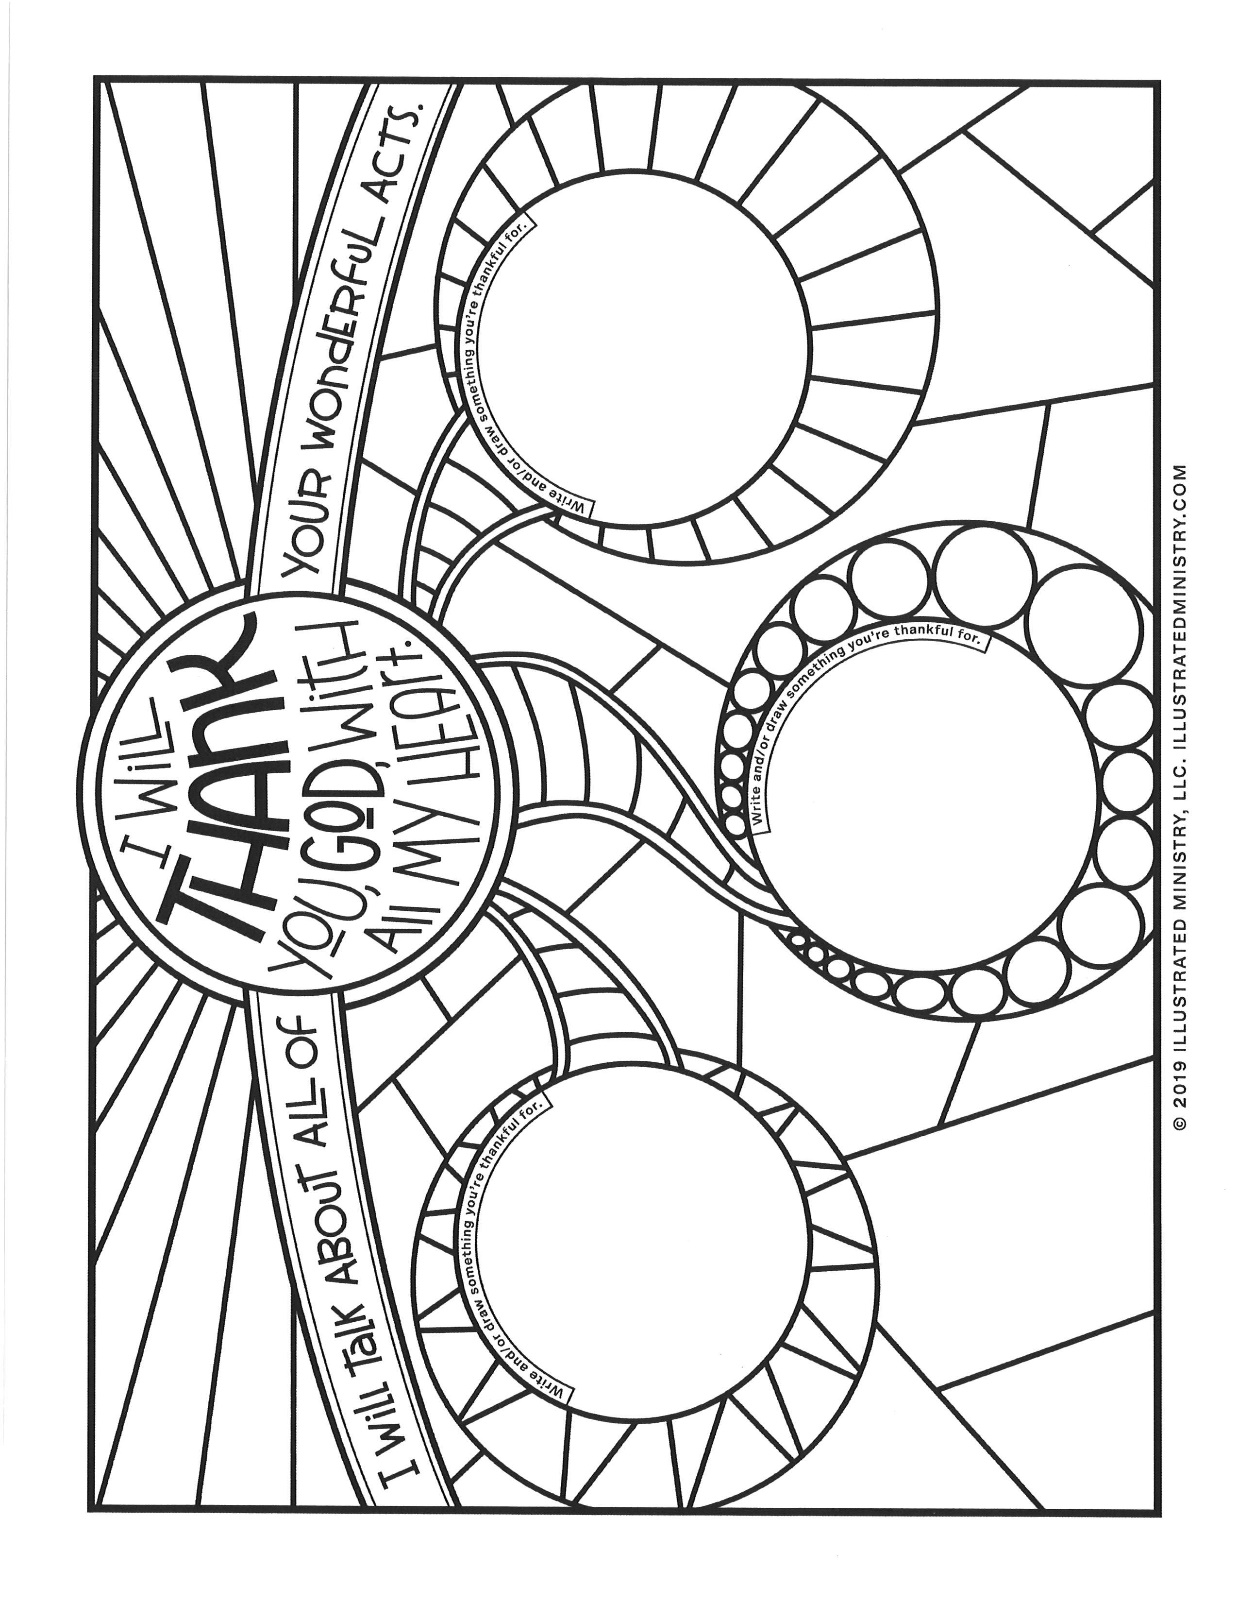 I Will
THANK
YOU, GOD, WitH
All MY HEARt.
I Will Talk ABOUT ALL OF
YOUR WOndERFUL ACTS.
Write and/or draw something you're thankful for.
Write and/or draw something you're thankful for.
Write and/or draw something you're thankful for.
© 2019 ILLUSTRATED MINISTRY, LLC. ILLUSTRATEDMINISTRY.COM